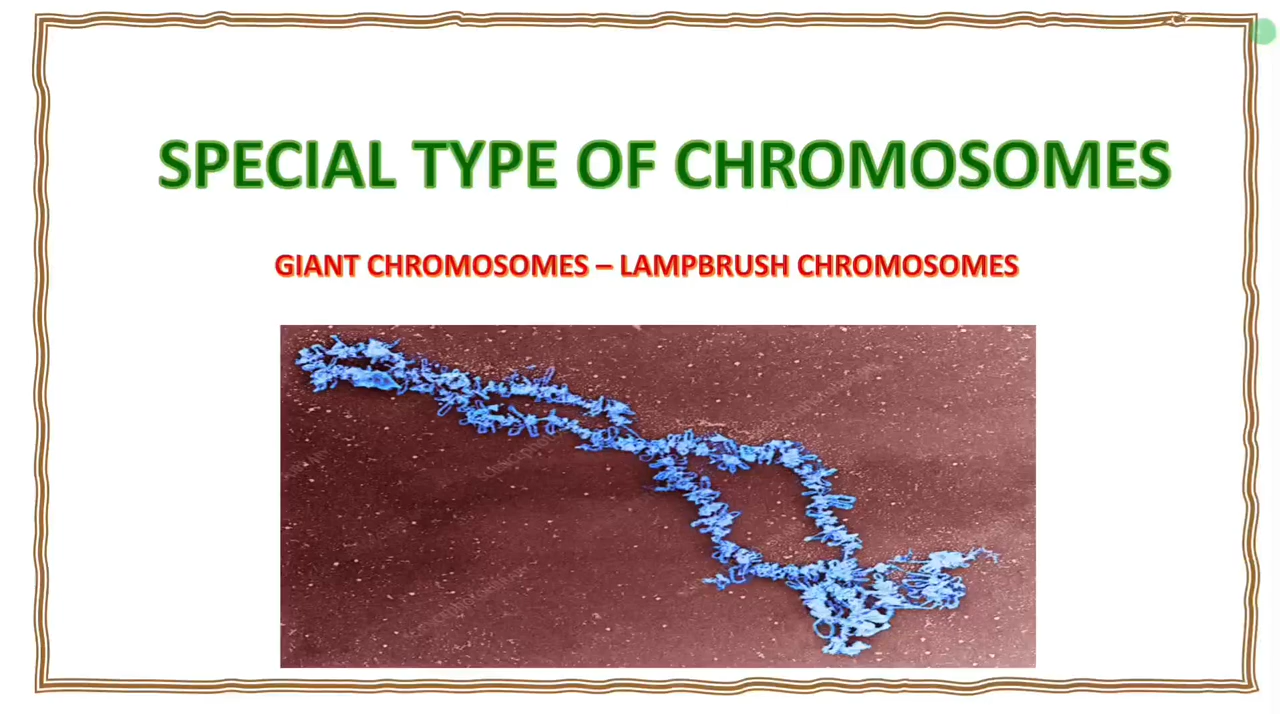 SPECIAL TYPE OF CHROMOSOMES
GIANT CHROMOSOMES – LAMPBRUSH CHROMOSOMES